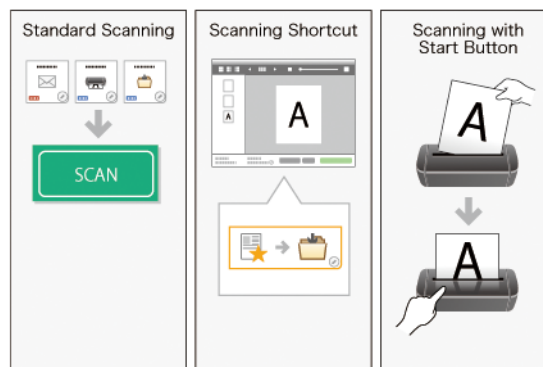 Standard Scanning
SCAN
Scanning Shortcut
A
A
Scanning with
Start Button
A
A